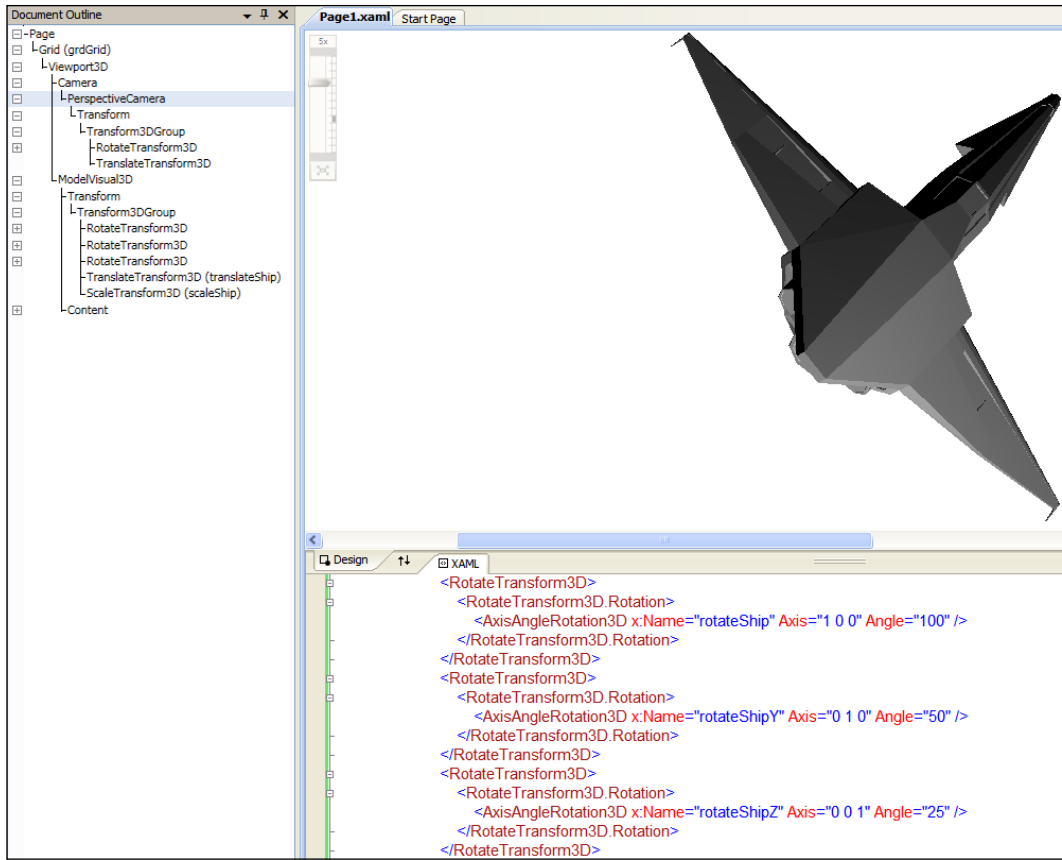 Document Outline
Page
Grid (grdGrid)
Viewport3D
Camera
PerspectiveCamera
Transform
Transform3DGroup
RotateTransform3D
TranslateTransform3D
ModelVisual3D
Transform
Transform3DGroup
RotateTransform3D
RotateTransform3D
RotateTransform3D
TranslateTransform3D (translateShip)
ScaleTransform3D (scaleShip)
Content
Page1.xaml Start Page
5x
Design XAML
<RotateTransform3D>
<RotateTransform3D.Rotation>
<AxisAngleRotation3D x:Name="rotateShip" Axis="1 0 0" Angle="100" />
</RotateTransform3D.Rotation>
</RotateTransform3D>
<RotateTransform3D>
<RotateTransform3D.Rotation>
<AxisAngleRotation3D x:Name="rotateShipY" Axis="0 1 0" Angle="50" />
</RotateTransform3D.Rotation>
</RotateTransform3D>
<RotateTransform3D>
<RotateTransform3D.Rotation>
<AxisAngleRotation3D x:Name="rotateShipZ" Axis="0 0 1" Angle="25" />
</RotateTransform3D.Rotation>
</RotateTransform3D>